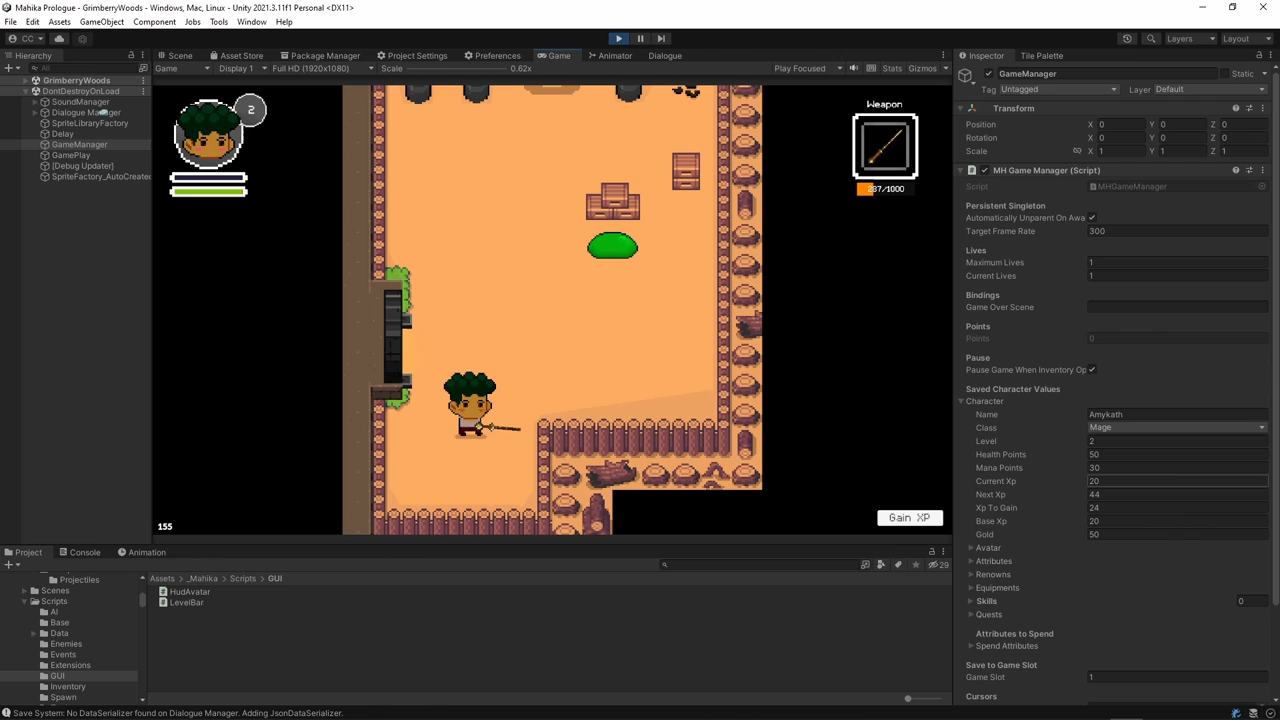 Mahika Prologue - GrimberryWoods - Windows, Mac, Linux - Unity 2021.3.11f1 Personal <DX11>
File Edit Assets GameObject Component Jobs Tools Window Help
CC Layers Layout
Hierarchy Scene Asset Store Package Manager Project Settings Preferences Game Animator Dialogue Inspector Tile Palette
All
GrimberryWoods
DontDestroyOnLoad
SoundManager
Dialogue Manager
SpriteLibraryFactory
Delay
GameManager
GamePlay
[Debug Updater]
SpriteFactory_AutoCreated
Game Display 1 Full HD (1920x1080) Scale 0.62x Play Focused Stats Gizmos
2
Weapon
287/1000
155
Gain XP
GameManager Static
Tag Untagged Layer Default
Transform
Position X 0 Y 0 Z 0
Rotation X 0 Y 0 Z 0
Scale X 1 Y 1 Z 1
MH Game Manager (Script)
Script MHGameManager
Persistent Singleton
Automatically Unparent On Awa
Target Frame Rate 300
Lives
Maximum Lives 1
Current Lives 1
Bindings
Game Over Scene
Points
Points 0
Pause
Pause Game When Inventory Op
Saved Character Values
Character
Name Amykath
Class Mage
Level 2
Health Points 50
Mana Points 30
Current Xp 20
Next Xp 44
Xp To Gain 24
Base Xp 20
Gold 50
Avatar
Attributes
Renowns
Equipments
Skills 0
Quests
Attributes to Spend
Spend Attributes
Save to Game Slot
Game Slot 1
Cursors
Project Console Animation
29
Projectiles
Scenes
Scripts
AI
Base
Data
Enemies
Events
Extensions
GUI
Inventory
Spawn
Assets > _Mahika > Scripts > GUI
HudAvatar
LevelBar
Save System: No DataSerializer found on Dialogue Manager. Adding JsonDataSerializer.